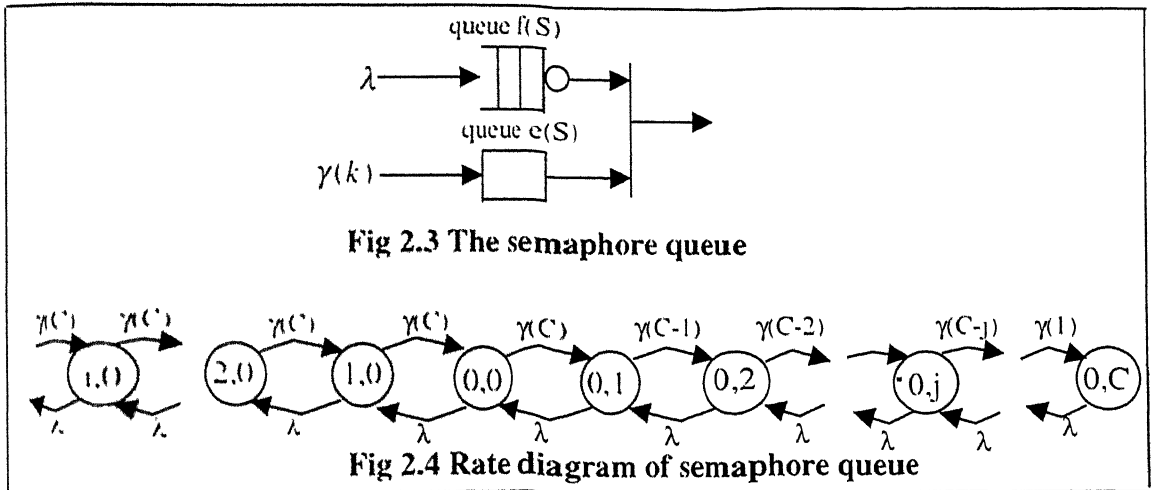 queue f(S)
λ
queue e(S)
γ(k)
Fig 2.3 The semaphore queue
γ(C) γ(C) γ(C) γ(C) γ(C) γ(C-1) γ(C-2) γ(C-j) γ(1)
i,0 2,0 1,0 0,0 0,1 0,2 0,j 0,C
λ λ λ λ λ λ λ λ λ λ
Fig 2.4 Rate diagram of semaphore queue